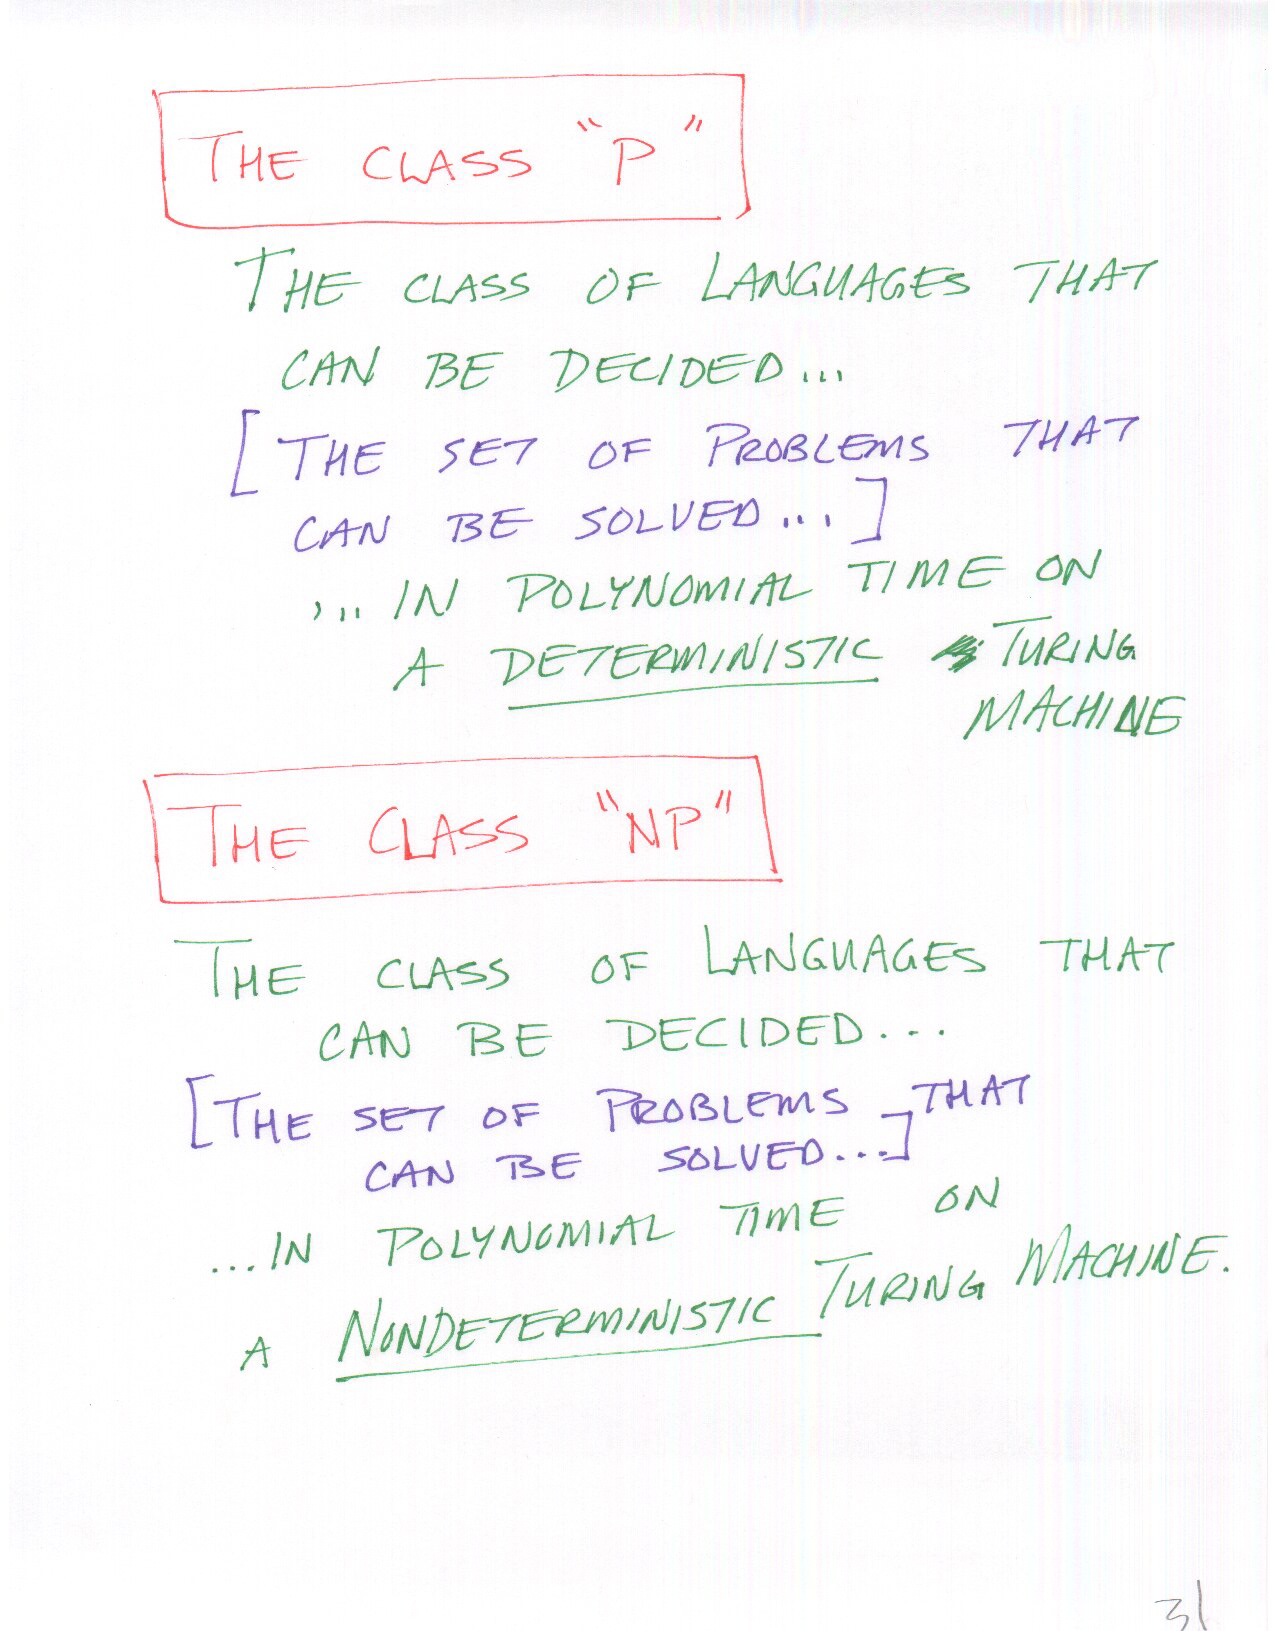 THE CLASS "P"
THE CLASS OF LANGUAGES THAT
CAN BE DECIDED...
[THE SET OF PROBLEMS THAT
CAN BE SOLVED...]
...IN POLYNOMIAL TIME ON
A DETERMINISTIC TURING
MACHINE
THE CLASS "NP"
THE CLASS OF LANGUAGES THAT
CAN BE DECIDED...
[THE SET OF PROBLEMS THAT
CAN BE SOLVED...]
...IN POLYNOMIAL TIME ON
A NONDETERMINISTIC TURING MACHINE.
31